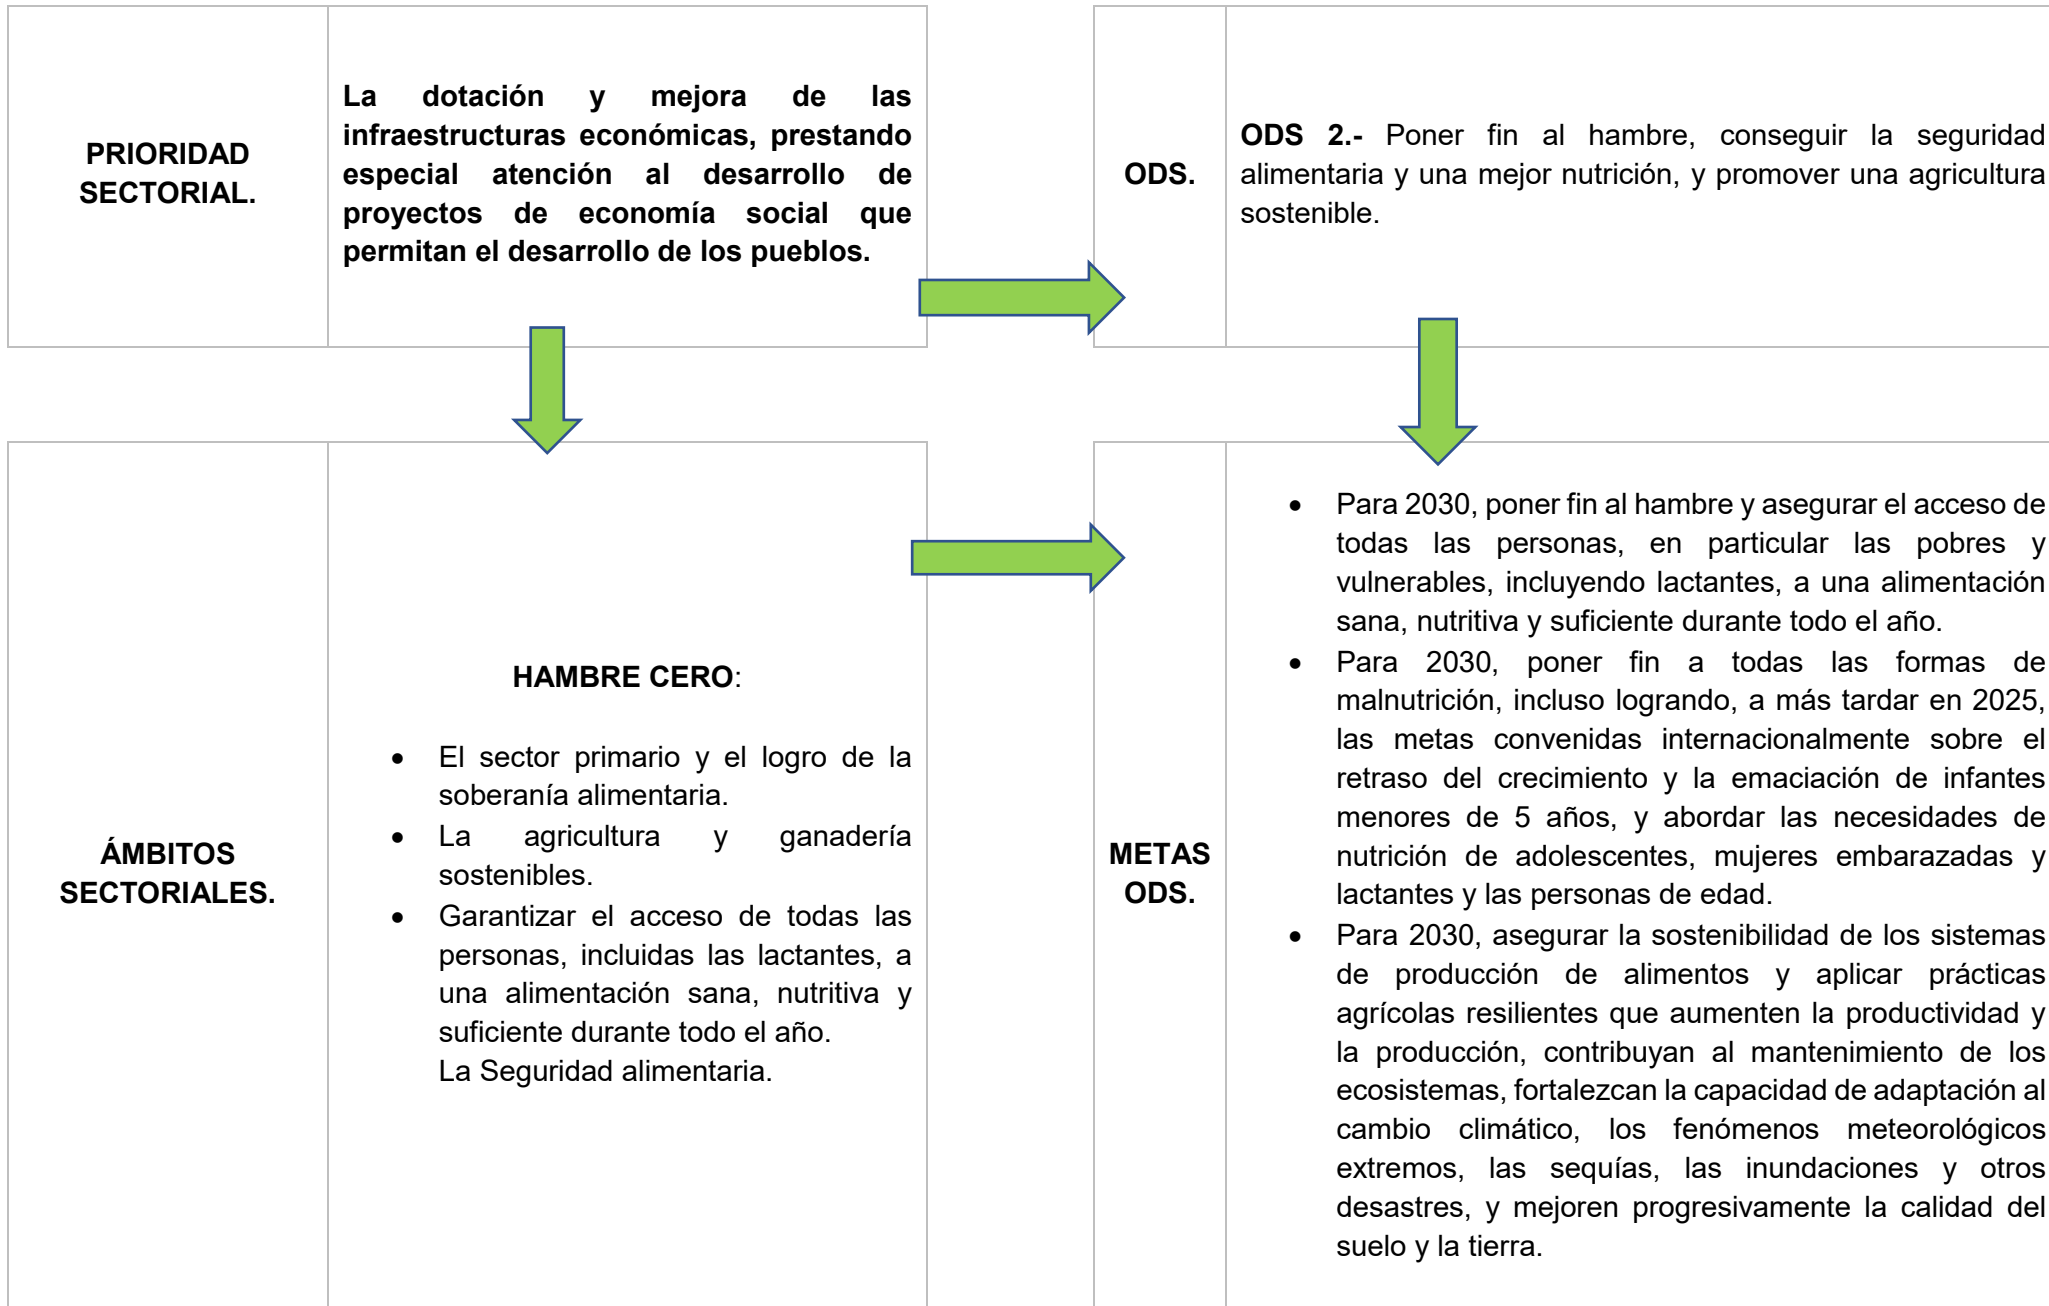 PRIORIDAD
SECTORIAL.
La dotación y mejora de las
infraestructuras económicas, prestando
especial atención al desarrollo de
proyectos de economía social que
permitan el desarrollo de los pueblos.
ODS.
ODS 2.- Poner fin al hambre, conseguir la seguridad
alimentaria y una mejor nutrición, y promover una agricultura
sostenible.
ÁMBITOS
SECTORIALES.
HAMBRE CERO:
• El sector primario y el logro de la
soberanía alimentaria.
• La agricultura y ganadería
sostenibles.
• Garantizar el acceso de todas las
personas, incluidas las lactantes, a
una alimentación sana, nutritiva y
suficiente durante todo el año.
La Seguridad alimentaria.
METAS
ODS.
• Para 2030, poner fin al hambre y asegurar el acceso de
todas las personas, en particular las pobres y
vulnerables, incluyendo lactantes, a una alimentación
sana, nutritiva y suficiente durante todo el año.
• Para 2030, poner fin a todas las formas de
malnutrición, incluso logrando, a más tardar en 2025,
las metas convenidas internacionalmente sobre el
retraso del crecimiento y la emaciación de infantes
menores de 5 años, y abordar las necesidades de
nutrición de adolescentes, mujeres embarazadas y
lactantes y las personas de edad.
• Para 2030, asegurar la sostenibilidad de los sistemas
de producción de alimentos y aplicar prácticas
agrícolas resilientes que aumenten la productividad y
la producción, contribuyan al mantenimiento de los
ecosistemas, fortalezcan la capacidad de adaptación al
cambio climático, los fenómenos meteorológicos
extremos, las sequías, las inundaciones y otros
desastres, y mejoren progresivamente la calidad del
suelo y la tierra.